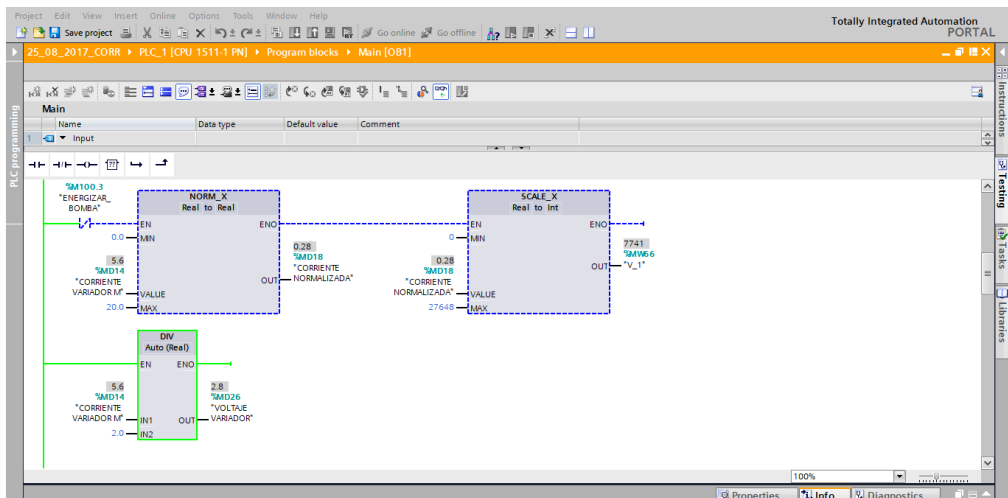 Project Edit View Insert Online Options Tools Window Help
Totally Integrated Automation
PORTAL
Save project
Go online
Go offline
25_08_2017_CORR ▸ PLC_1 [CPU 1511-1 PN] ▸ Program blocks ▸ Main [OB1]
Main
Name Data type Default value Comment
1 Input
%M100.3
"ENERGIZAR_
BOMBA"
NORM_X
Real to Real
EN ENO
0.0 MIN
5.6
%MD14
"CORRIENTE
VARIADOR M" VALUE
20.0 MAX
0.28
%MD18
"CORRIENTE
OUT NORMALIZADA"
SCALE_X
Real to Int
EN ENO
0 MIN
0.28
%MD18
"CORRIENTE
NORMALIZADA" VALUE
27648 MAX
7741
%MW66
OUT "V_1"
DIV
Auto (Real)
EN ENO
5.6
%MD14
"CORRIENTE
VARIADOR M" IN1
2.0 IN2
2.8
%MD26
"VOLTAJE
OUT VARIADOR"
100%
Properties Info Diagnostics
PLC programming
Instructions
Testing
Tasks
Libraries